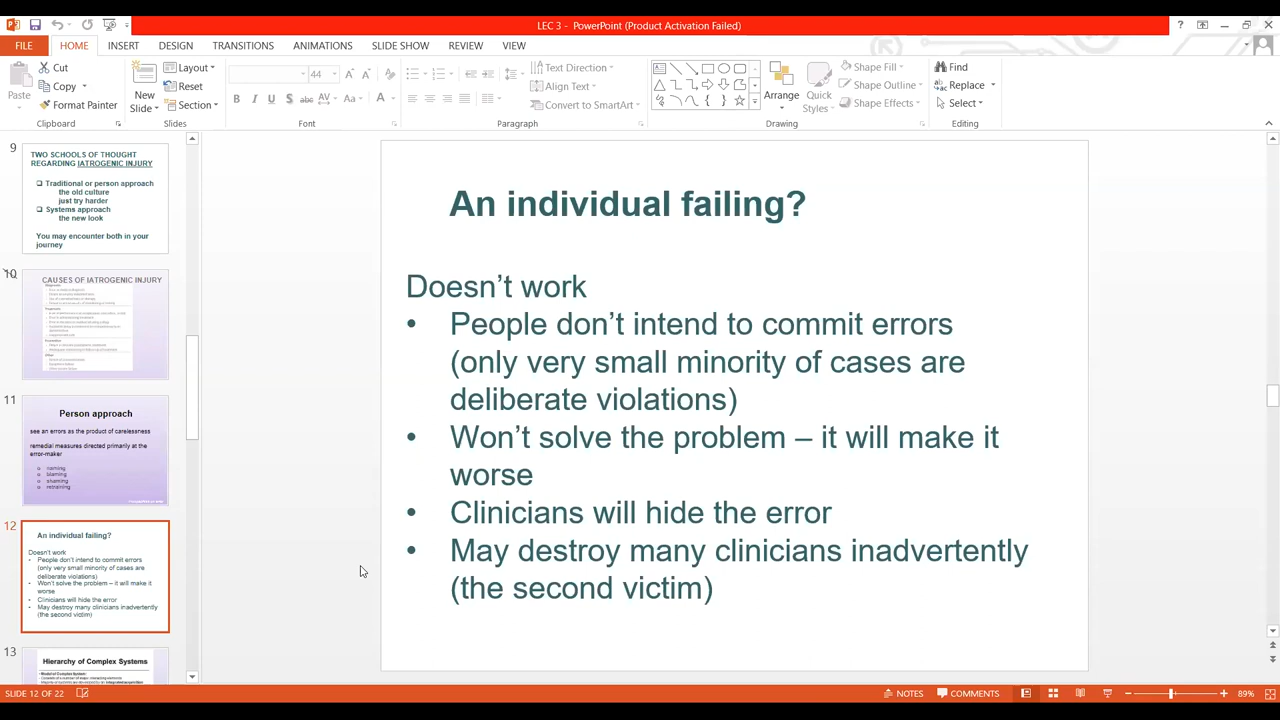 LEC 3 - PowerPoint (Product Activation Failed)
FILE HOME INSERT DESIGN TRANSITIONS ANIMATIONS SLIDE SHOW REVIEW VIEW
Paste
Cut
Copy
Format Painter
Clipboard
New
Slide
Layout
Reset
Section
Slides
44
Font
Text Direction
Align Text
Convert to SmartArt
Paragraph
Arrange
Quick
Styles
Shape Fill
Shape Outline
Shape Effects
Drawing
Find
Replace
Select
Editing
9
TWO SCHOOLS OF THOUGHT
REGARDING IATROGENIC INJURY
Traditional or person approach
the old culture
just try harder
Systems approach
the new look
You may encounter both in your
journey
10
CAUSES OF IATROGENIC INJURY
11
Person approach
see an errors as the product of carelessness
remedial measures directed primarily at the
error-maker
naming
blaming
shaming
retraining
12
An individual failing?
Doesn't work
• People don't intend to commit errors
(only very small minority of cases are
deliberate violations)
• Won't solve the problem – it will make it
worse
• Clinicians will hide the error
• May destroy many clinicians inadvertently
(the second victim)
13
Hierarchy of Complex Systems
An individual failing?
Doesn't work
• People don't intend to commit errors
(only very small minority of cases are
deliberate violations)
• Won't solve the problem – it will make it
worse
• Clinicians will hide the error
• May destroy many clinicians inadvertently
(the second victim)
SLIDE 12 OF 22
NOTES
COMMENTS
89%